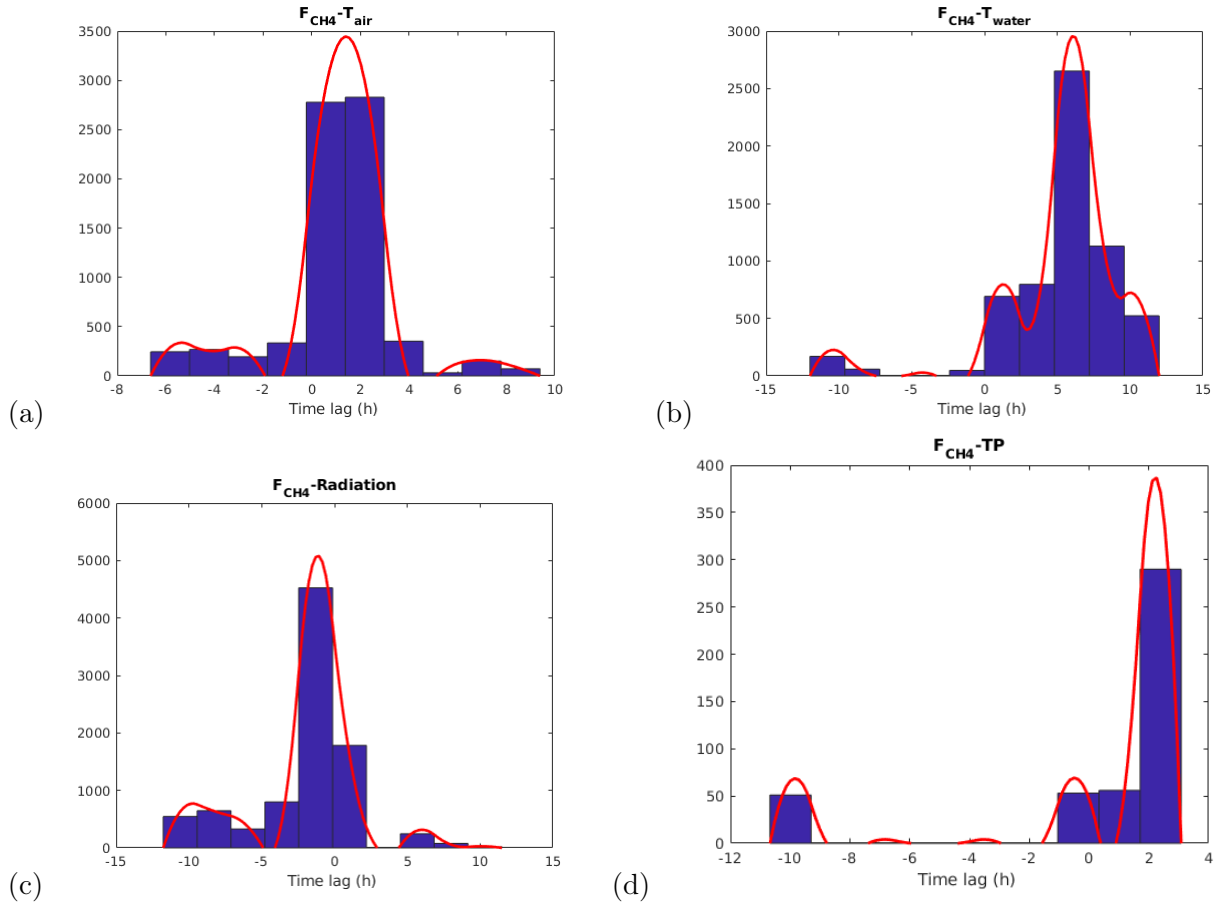 F_CH4-T_air
3500
3000
2500
2000
1500
1000
500
0
-8 -6 -4 -2 0 2 4 6 8 10
Time lag (h)
(a)
F_CH4-T_water
3000
2500
2000
1500
1000
500
0
-15 -10 -5 0 5 10 15
Time lag (h)
(b)
F_CH4-Radiation
6000
5000
4000
3000
2000
1000
0
-15 -10 -5 0 5 10 15
Time lag (h)
(c)
F_CH4-TP
400
350
300
250
200
150
100
50
0
-12 -10 -8 -6 -4 -2 0 2 4
Time lag (h)
(d)